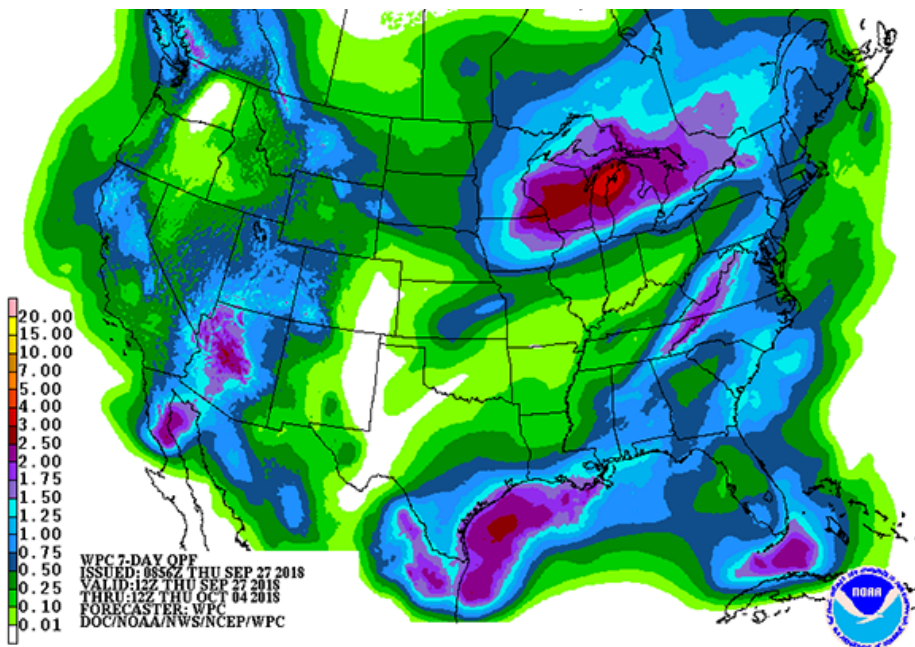 20.00
15.00
10.00
7.00
5.00
4.00
3.00
2.50
2.00
1.75
1.50
1.25
1.00
0.75
0.50
0.25
0.10
0.01
WPC 7-DAY QPF
ISSUED: 0856Z THU SEP 27 2018
VALID: 12Z THU SEP 27 2018
THRU: 12Z THU OCT 04 2018
FORECASTER: WPC
DOC/NOAA/NWS/NCEP/WPC
NOAA